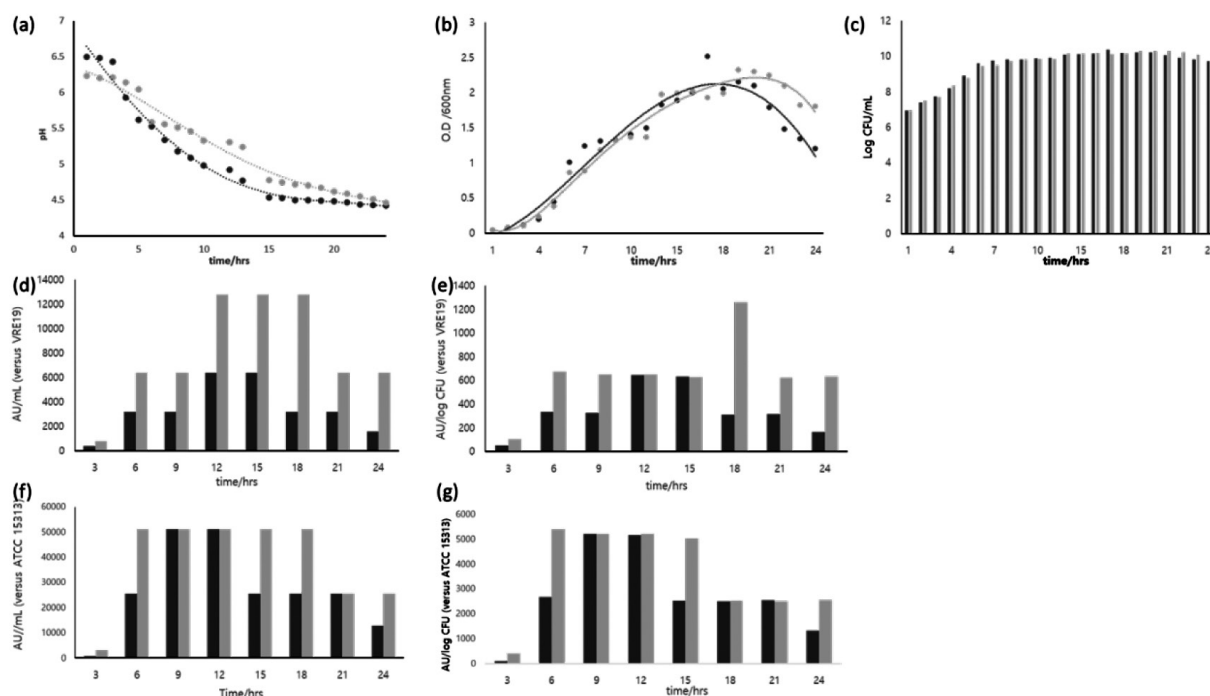 (a)
pH
7
6.5
6
5.5
5
4.5
4
0 5 10 15 20
time/hrs
(b)
O.D /600nm
3
2.5
2
1.5
1
0.5
0
1 4 7 10 15 18 21 24
time/hrs
(c)
Log CFU/mL
12
10
8
6
4
2
0
1 4 7 10 13 15 18 21 2
time/hrs
(d)
AU/mL (versus VRE19)
14000
12000
10000
8000
6000
4000
2000
0
3 6 9 12 15 18 21 24
time/hrs
(e)
AU/log CFU (versus VRE19)
1400
1200
1000
800
600
400
200
0
3 6 9 12 15 18 21 24
time/hrs
(f)
AU//mL (versus ATCC 15313)
60000
50000
40000
30000
20000
10000
0
3 6 9 12 15 18 21 24
Time/hrs
(g)
AU/log CFU (versus ATCC 15313)
6000
5000
4000
3000
2000
1000
0
3 6 9 12 15 18 21 24
time/hrs